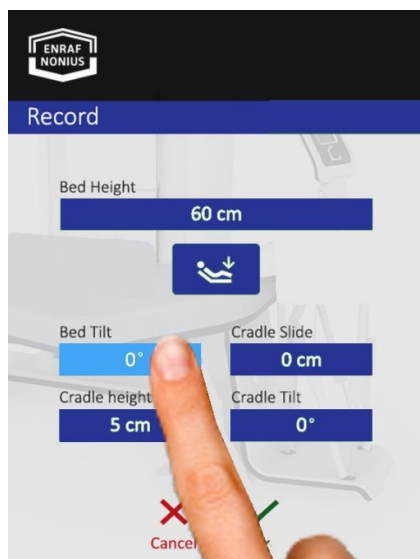 ENRAF
NONIUS
Record
Bed Height
60 cm
Bed Tilt
Cradle Slide
0°
0 cm
Cradle height
Cradle Tilt
5 cm
0°
Cancel